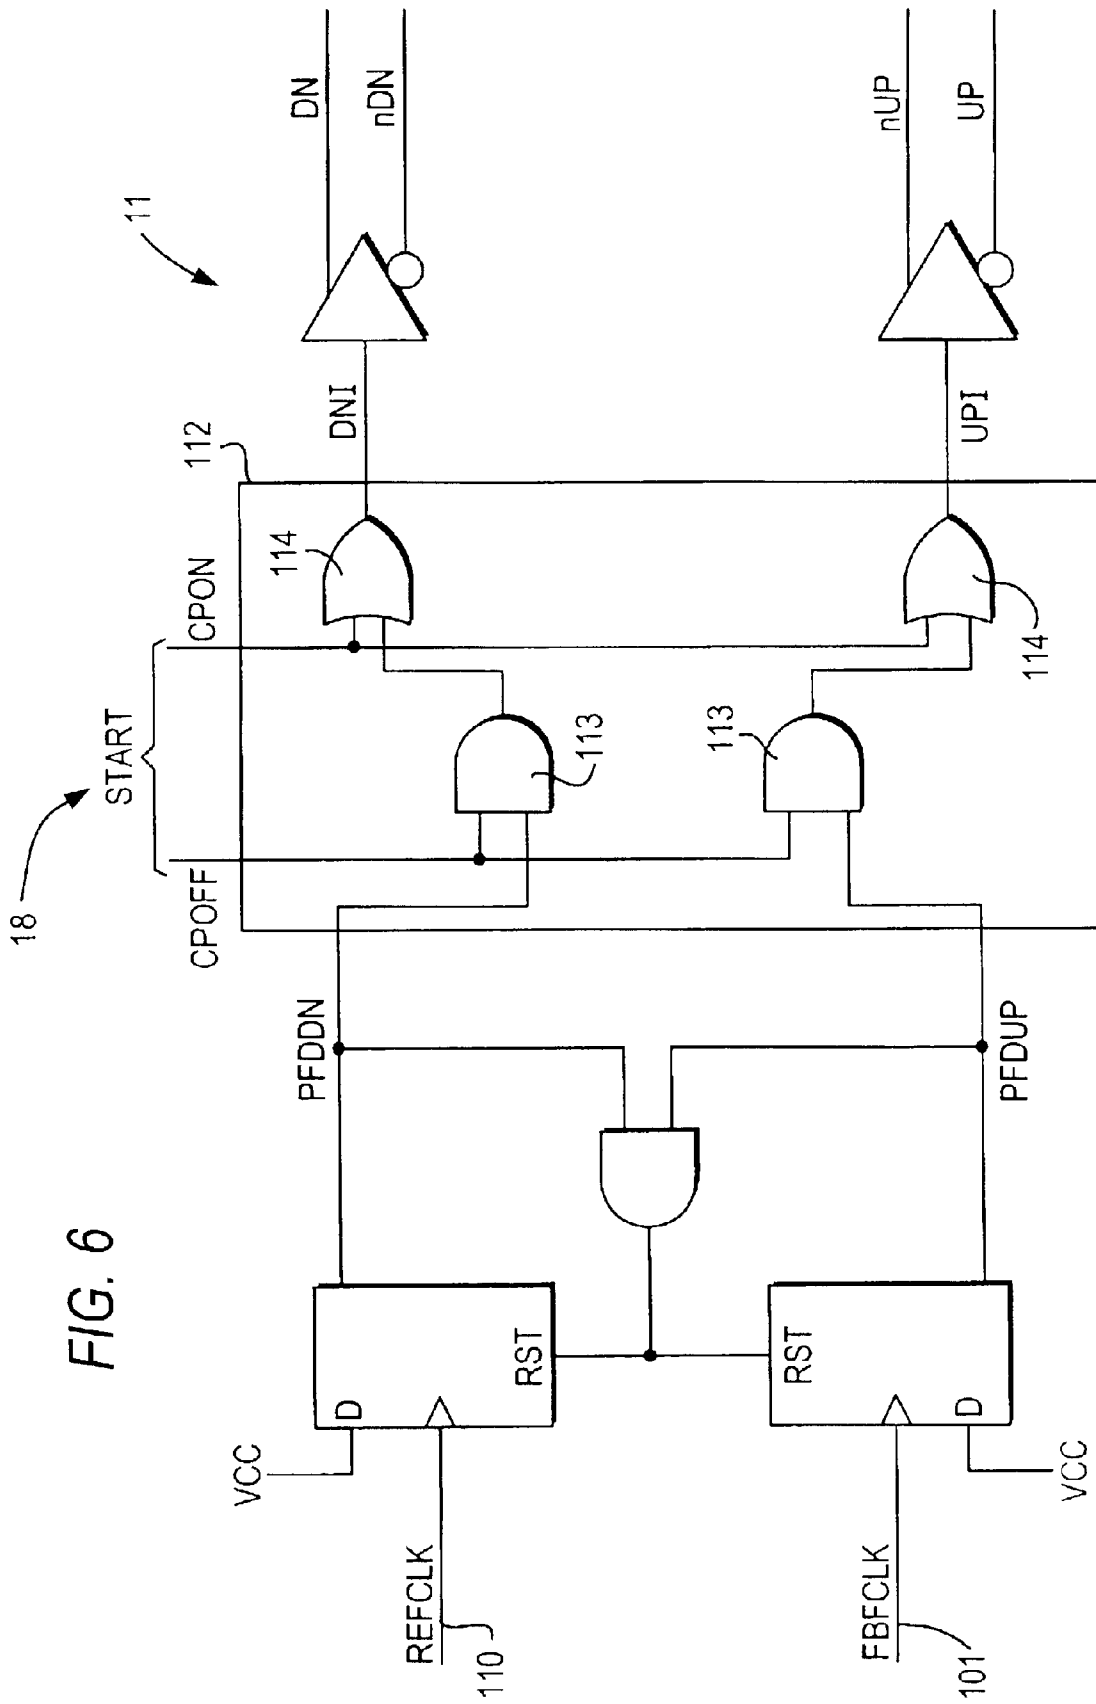 FIG. 6
18
START
CPOFF
CPON
112
11
VCC
D
REFCLK
110
RST
PFDDN
113
114
DNI
DN
nDN
RST
D
FBFCLK
101
VCC
PFDUP
113
114
UPI
nUP
UP